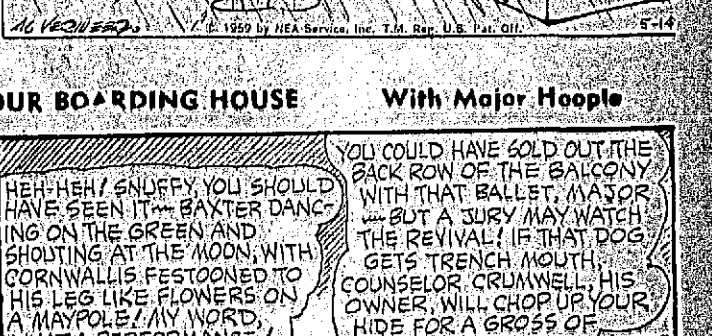 AL VERMEER
© 1959 by NEA Service, Inc. T.M. Reg. U.S. Pat. Off.
5-14
OUR BOARDING HOUSE With Major Hoople
HEH-HEH! SNUFFY, YOU SHOULD
HAVE SEEN IT~ BAXTER DANC-
ING ON THE GREEN AND
SHOUTING AT THE MOON, WITH
CORNWALLIS FESTOONED TO
HIS LEG LIKE FLOWERS ON
A MAYPOLE! MY WORD,
YOU COULD HAVE SOLD OUT THE
BACK ROW OF THE BALCONY
WITH THAT BALLET, MAJOR
~ BUT A JURY MAY WATCH
THE REVIVAL! IF THAT DOG
GETS TRENCH MOUTH,
COUNSELOR CRUMWELL, HIS
OWNER, WILL CHOP UP YOUR
HIDE FOR A GROSS OF